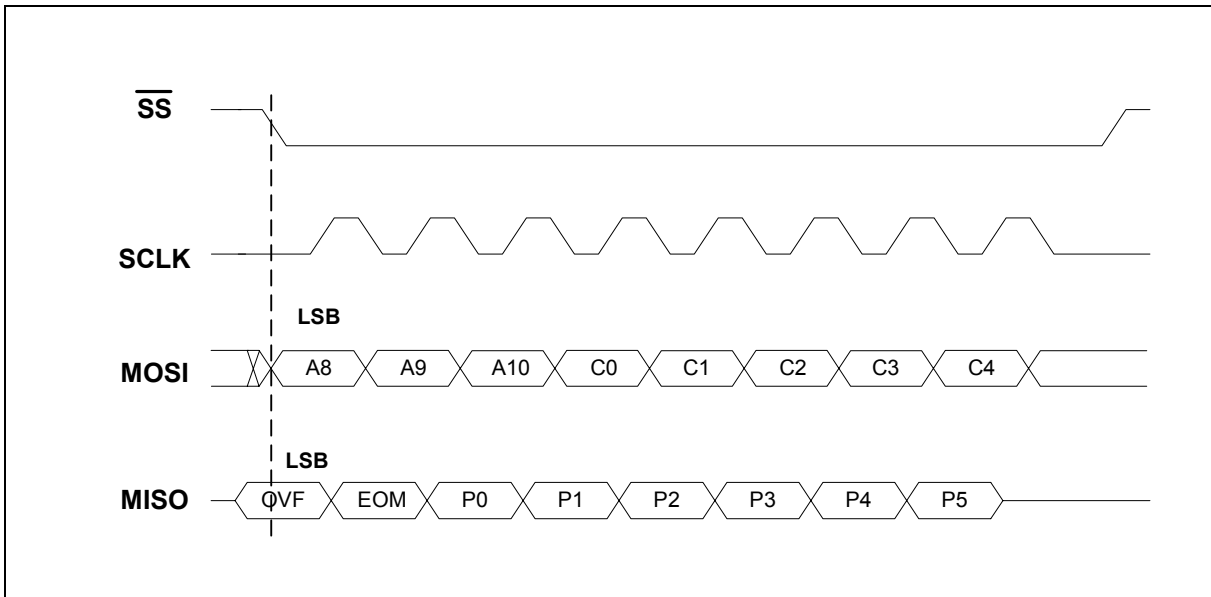 SS
SCLK
LSB
MOSI A8 A9 A10 C0 C1 C2 C3 C4
LSB
MISO OVF EOM P0 P1 P2 P3 P4 P5